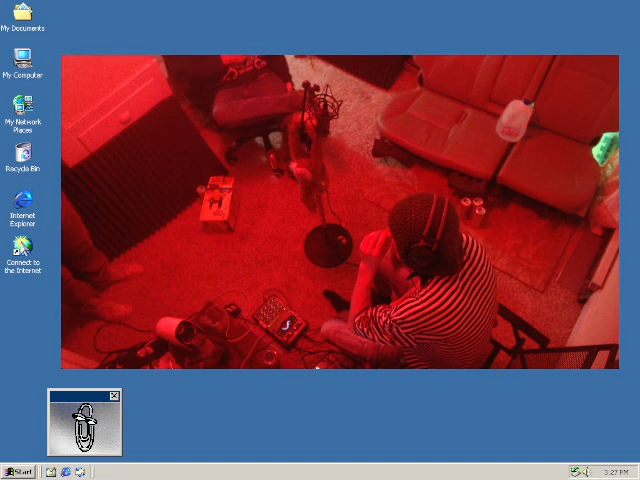 My Documents
My Computer
My Network
Places
Recycle Bin
Internet
Explorer
Connect to
the Internet
Start
3:27 PM